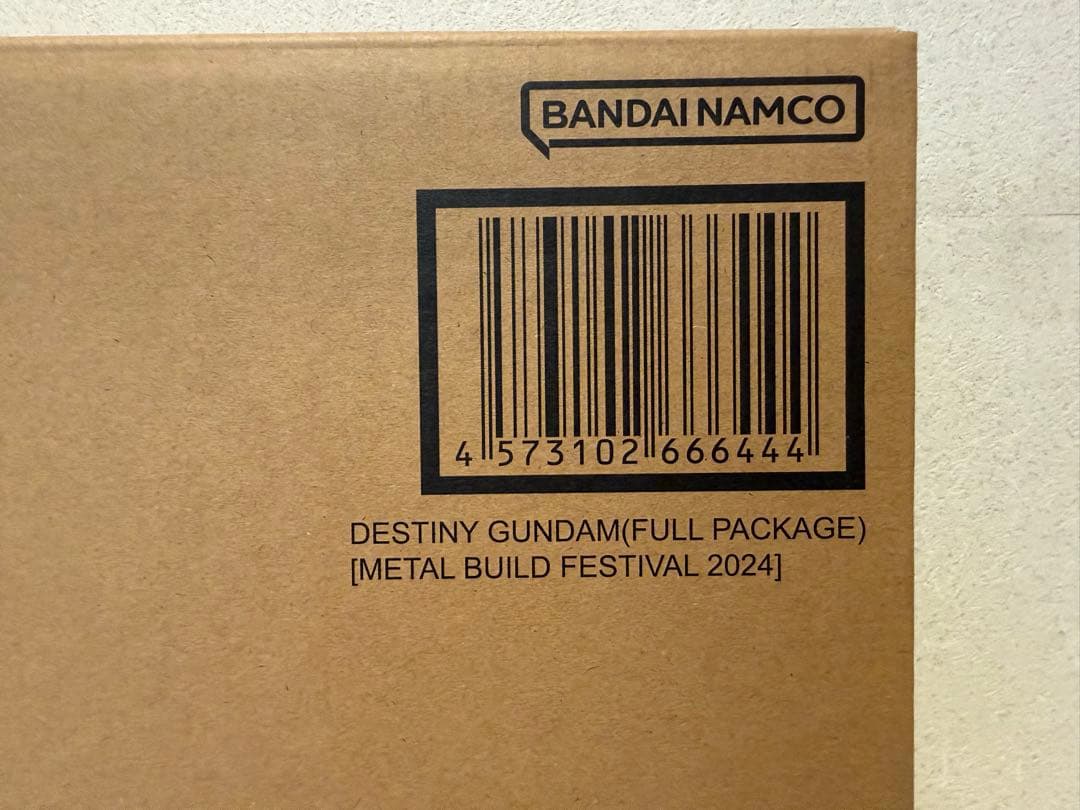 BANDAI NAMCO
4 573102 666444
DESTINY GUNDAM(FULL PACKAGE)
[METAL BUILD FESTIVAL 2024]